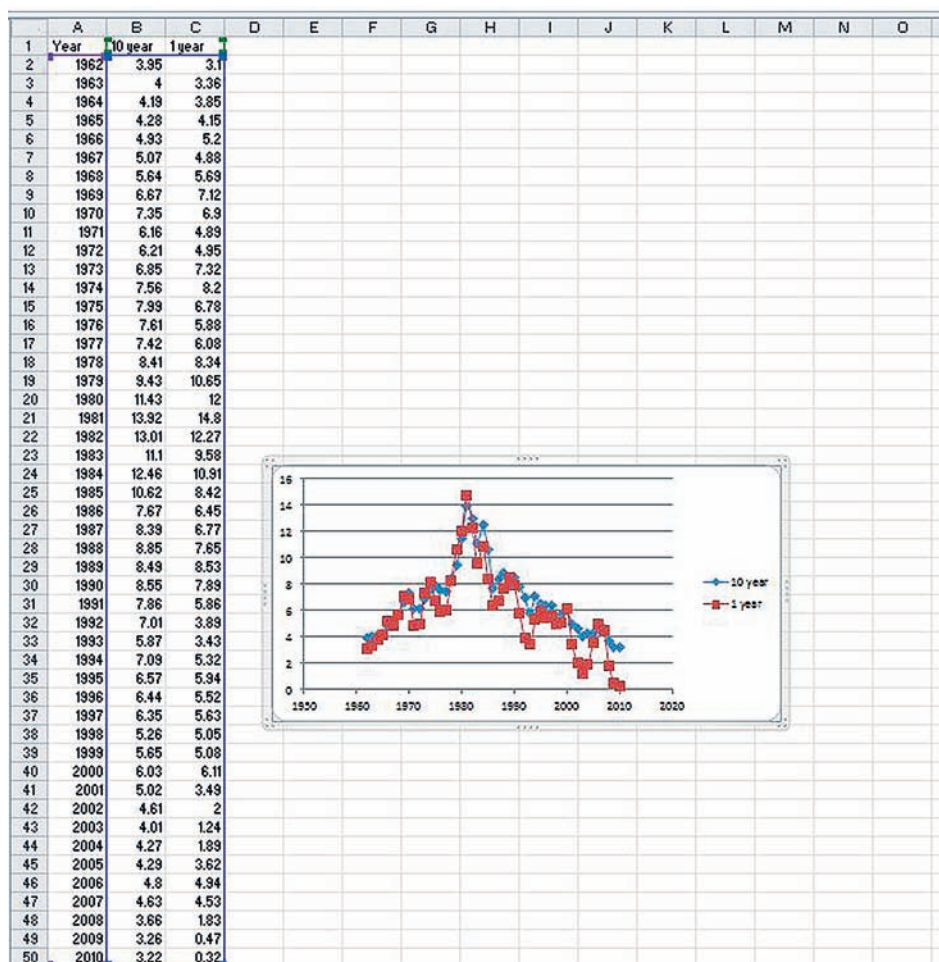 A B C D E F G H I J K L M N O
1 Year 10 year 1 year
2 1962 3.95 3.1
3 1963 4 3.36
4 1964 4.19 3.85
5 1965 4.28 4.15
6 1966 4.93 5.2
7 1967 5.07 4.88
8 1968 5.64 5.69
9 1969 6.67 7.12
10 1970 7.35 6.9
11 1971 6.16 4.89
12 1972 6.21 4.95
13 1973 6.85 7.32
14 1974 7.56 8.2
15 1975 7.99 6.78
16 1976 7.61 5.88
17 1977 7.42 6.08
18 1978 8.41 8.34
19 1979 9.43 10.65
20 1980 11.43 12
21 1981 13.92 14.8
22 1982 13.01 12.27
23 1983 11.1 9.58
24 1984 12.46 10.91
25 1985 10.62 8.42
26 1986 7.67 6.45
27 1987 8.39 6.77
28 1988 8.85 7.65
29 1989 8.49 8.53
30 1990 8.55 7.89
31 1991 7.86 5.86
32 1992 7.01 3.89
33 1993 5.87 3.43
34 1994 7.09 5.32
35 1995 6.57 5.94
36 1996 6.44 5.52
37 1997 6.35 5.63
38 1998 5.26 5.05
39 1999 5.65 5.08
40 2000 6.03 6.11
41 2001 5.02 3.49
42 2002 4.61 2
43 2003 4.01 1.24
44 2004 4.27 1.89
45 2005 4.29 3.62
46 2006 4.8 4.94
47 2007 4.63 4.53
48 2008 3.66 1.83
49 2009 3.26 0.47
50 2010 3.22 0.32
16
14
12
10
8
6
4
2
0
1950 1960 1970 1980 1990 2000 2010 2020
10 year
1 year